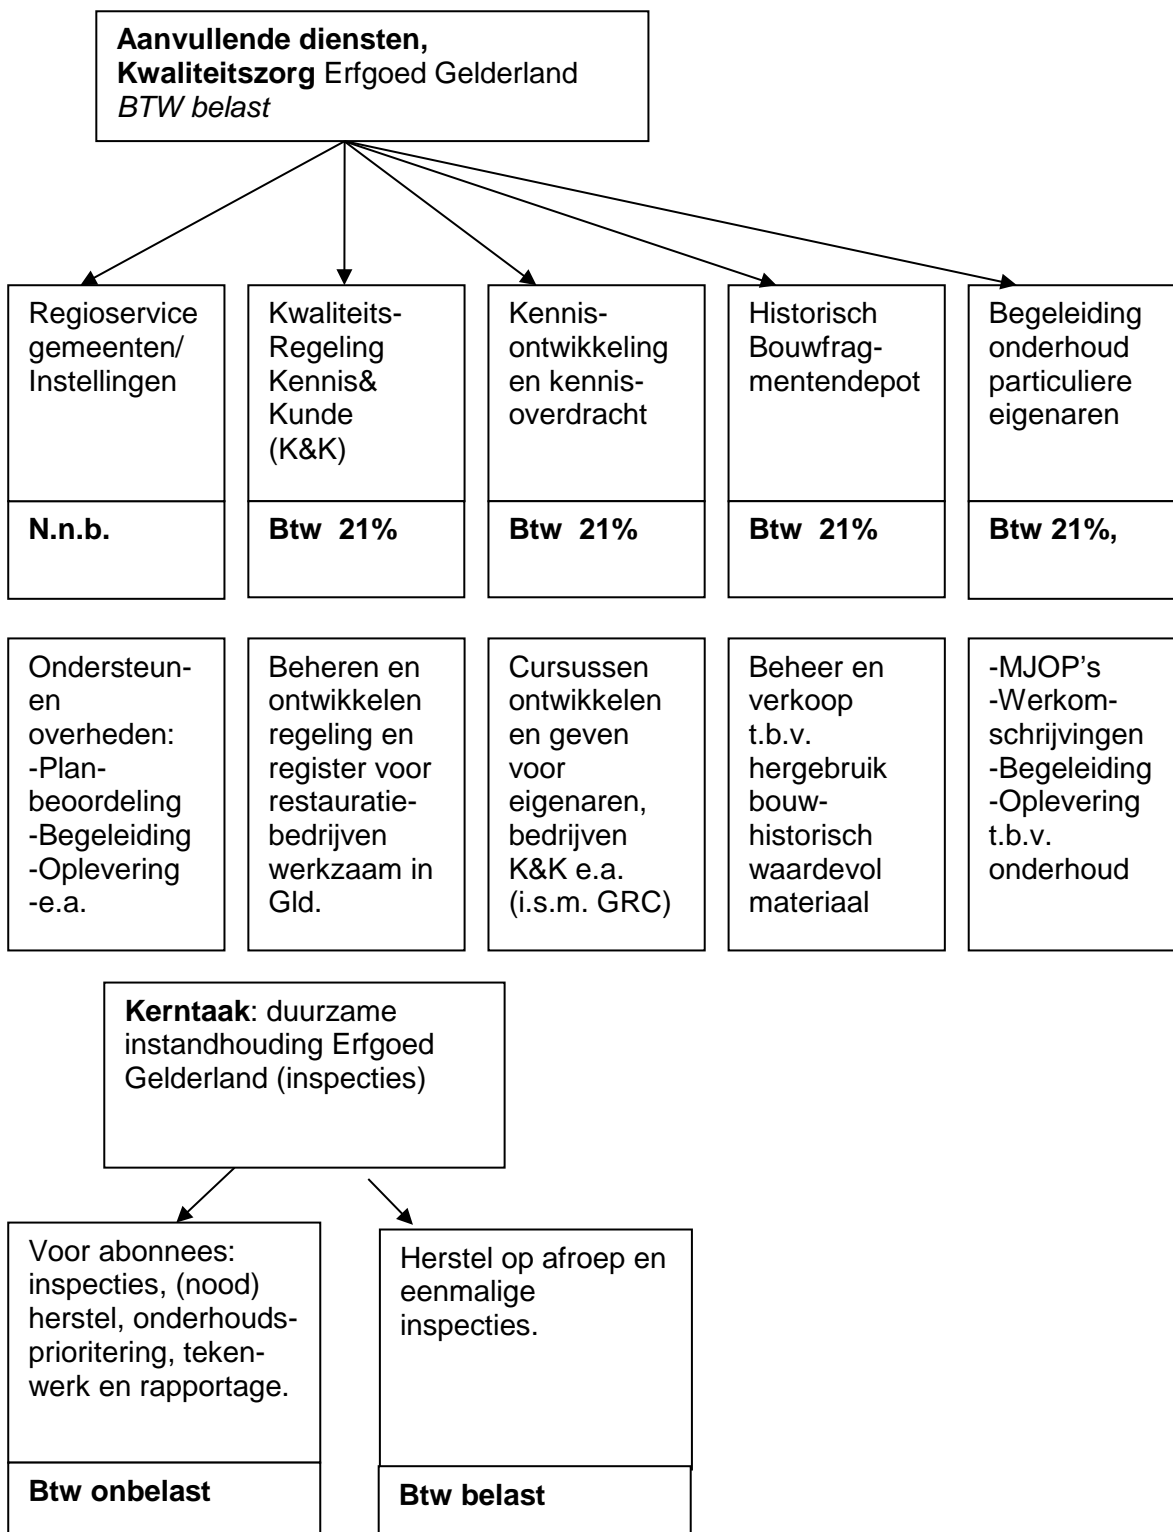 Aanvullende diensten,
Kwaliteitszorg Erfgoed Gelderland
BTW belast
Regioservice
gemeenten/
Instellingen
N.n.b.
Kwaliteits-
Regeling
Kennis&
Kunde
(K&K)
Btw 21%
Kennis-
ontwikkeling
en kennis-
overdracht
Btw 21%
Historisch
Bouwfrag-
mentendepot
Btw 21%
Begeleiding
onderhoud
particuliere
eigenaren
Btw 21%,
Ondersteun-
en
overheden:
-Plan-
beoordeling
-Begeleiding
-Oplevering
-e.a.
Beheren en
ontwikkelen
regeling en
register voor
restauratie-
bedrijven
werkzaam in
Gld.
Cursussen
ontwikkelen
en geven
voor
eigenaren,
bedrijven
K&K e.a.
(i.s.m. GRC)
Beheer en
verkoop
t.b.v.
hergebruik
bouw-
historisch
waardevol
materiaal
-MJOP’s
-Werkom-
schrijvingen
-Begeleiding
-Oplevering
t.b.v.
onderhoud
Kerntaak: duurzame
instandhouding Erfgoed
Gelderland (inspecties)
Voor abonnees:
inspecties, (nood)
herstel, onderhouds-
prioritering, teken-
werk en rapportage.
Btw onbelast
Herstel op afroep en
eenmalige
inspecties.
Btw belast